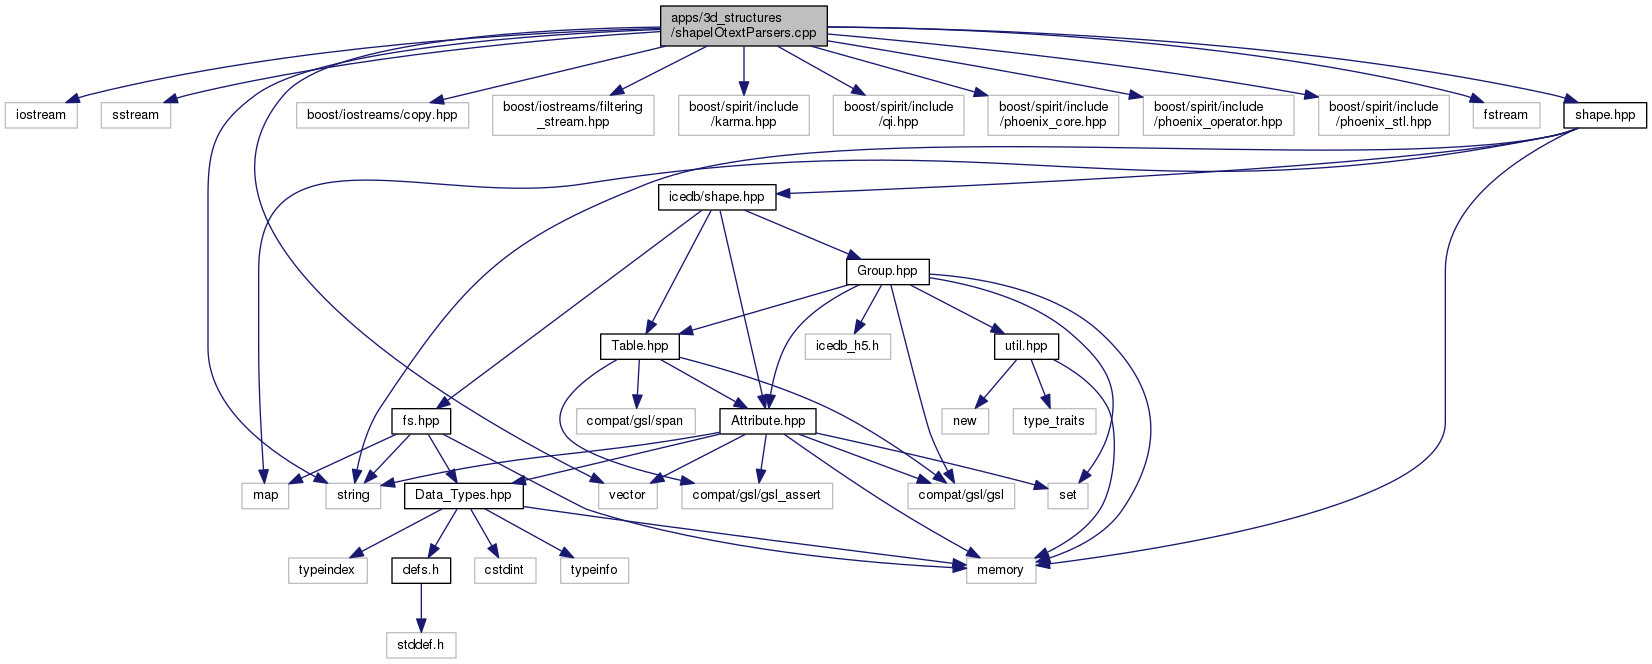 apps/3d_structures
/shapeIOtextParsers.cpp
iostream
sstream
boost/iostreams/copy.hpp
boost/iostreams/filtering
_stream.hpp
boost/spirit/include
/karma.hpp
boost/spirit/include
/qi.hpp
boost/spirit/include
/phoenix_core.hpp
boost/spirit/include
/phoenix_operator.hpp
boost/spirit/include
/phoenix_stl.hpp
fstream
shape.hpp
icedb/shape.hpp
Group.hpp
Table.hpp
icedb_h5.h
util.hpp
fs.hpp
compat/gsl/span
Attribute.hpp
new
type_traits
map
string
Data_Types.hpp
vector
compat/gsl/gsl_assert
compat/gsl/gsl
set
typeindex
defs.h
cstdint
typeinfo
memory
stddef.h